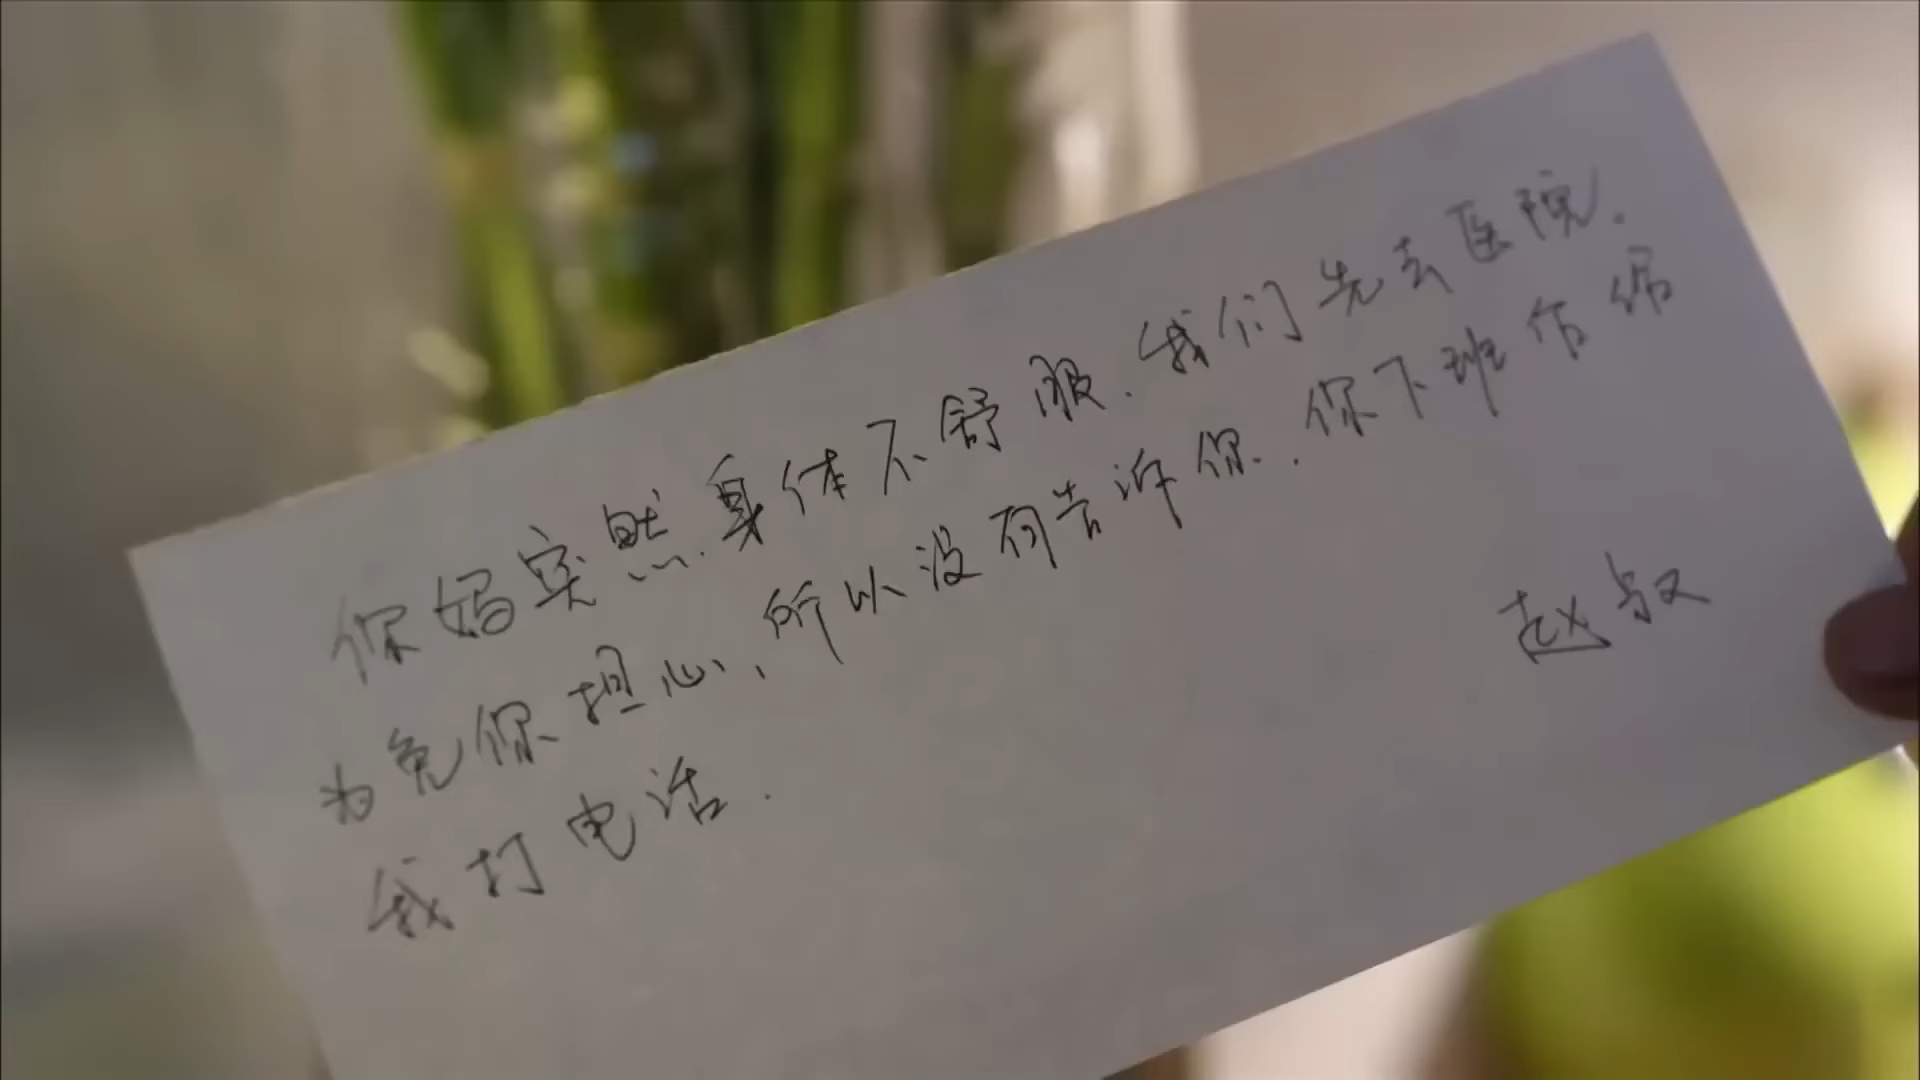 你妈突然身体不舒服.我们先去医院.
为免你担心、所以没有告诉你.你下班后给
我打电话.
赵叔